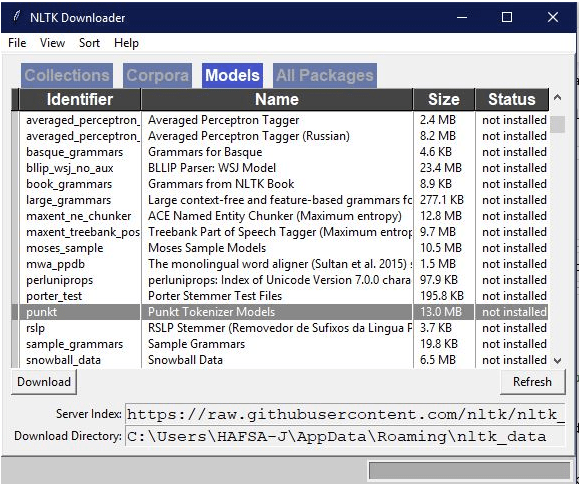 NLTK Downloader
File View Sort Help
Collections Corpora Models All Packages
Identifier Name Size Status
averaged_perceptron_ Averaged Perceptron Tagger 2.4 MB not installed
averaged_perceptron_ Averaged Perceptron Tagger (Russian) 8.2 MB not installed
basque_grammars Grammars for Basque 4.6 KB not installed
bllip_wsj_no_aux BLLIP Parser: WSJ Model 23.4 MB not installed
book_grammars Grammars from NLTK Book 8.9 KB not installed
large_grammars Large context-free and feature-based grammars fc 277.1 KB not installed
maxent_ne_chunker ACE Named Entity Chunker (Maximum entropy) 12.8 MB not installed
maxent_treebank_pos Treebank Part of Speech Tagger (Maximum entrop 9.7 MB not installed
moses_sample Moses Sample Models 10.5 MB not installed
mwa_ppdb The monolingual word aligner (Sultan et al. 2015) s 1.5 MB not installed
perluniprops perluniprops: Index of Unicode Version 7.0.0 chara 97.9 KB not installed
porter_test Porter Stemmer Test Files 195.8 KB not installed
punkt Punkt Tokenizer Models 13.0 MB not installed
rslp RSLP Stemmer (Removedor de Sufixos da Lingua P 3.7 KB not installed
sample_grammars Sample Grammars 19.8 KB not installed
snowball_data Snowball Data 6.5 MB not installed
Download Refresh
Server Index: https://raw.githubusercontent.com/nltk/nltk_
Download Directory: C:\Users\HAFSA-J\AppData\Roaming\nltk_data